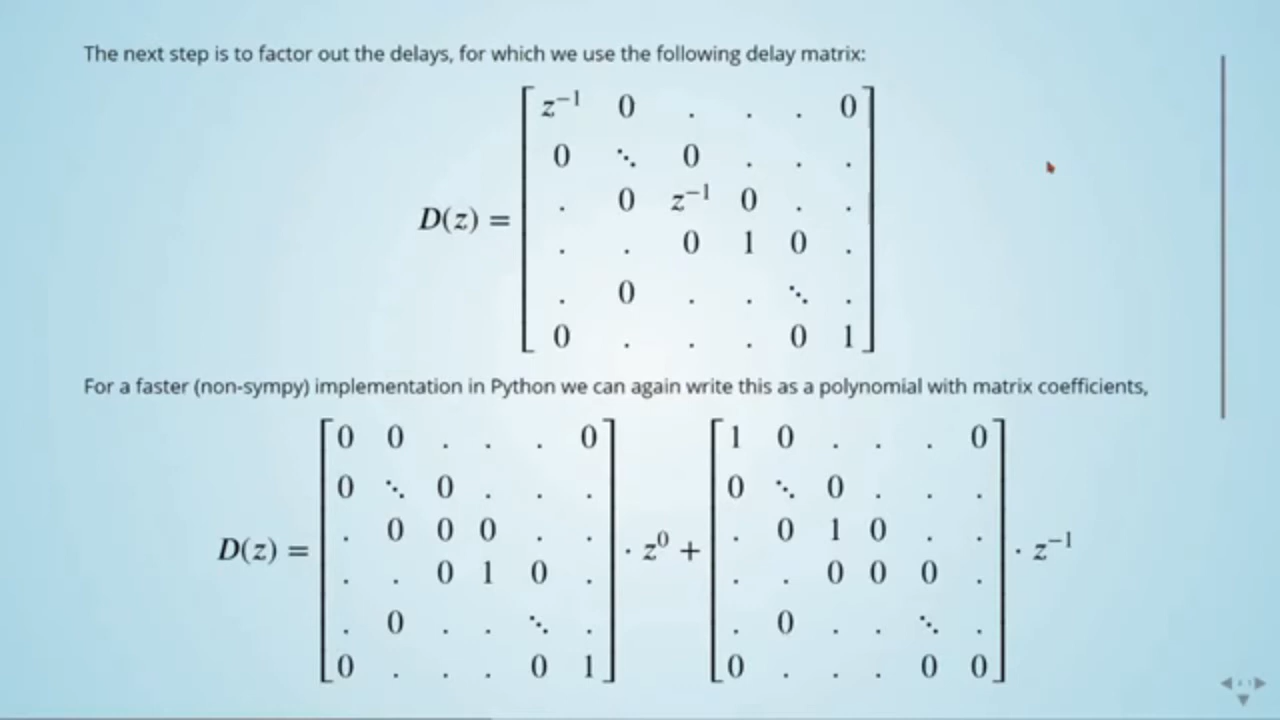 The next step is to factor out the delays, for which we use the following delay matrix:
z⁻¹ 0 . . . 0
0 ⋱ 0 . . .
. 0 z⁻¹ 0 . .
D(z) =
. . 0 1 0 .
. 0 . . ⋱ .
0 . . . 0 1
For a faster (non-sympy) implementation in Python we can again write this as a polynomial with matrix coefficients,
0 0 . . . 0 1 0 . . . 0
0 ⋱ 0 . . . 0 ⋱ 0 . . .
. 0 0 0 . . . 0 1 0 . .
D(z) = · z⁰ + · z⁻¹
. . 0 1 0 . . . 0 0 0 .
. 0 . . ⋱ . . 0 . . ⋱ .
0 . . . 0 1 0 . . . 0 0